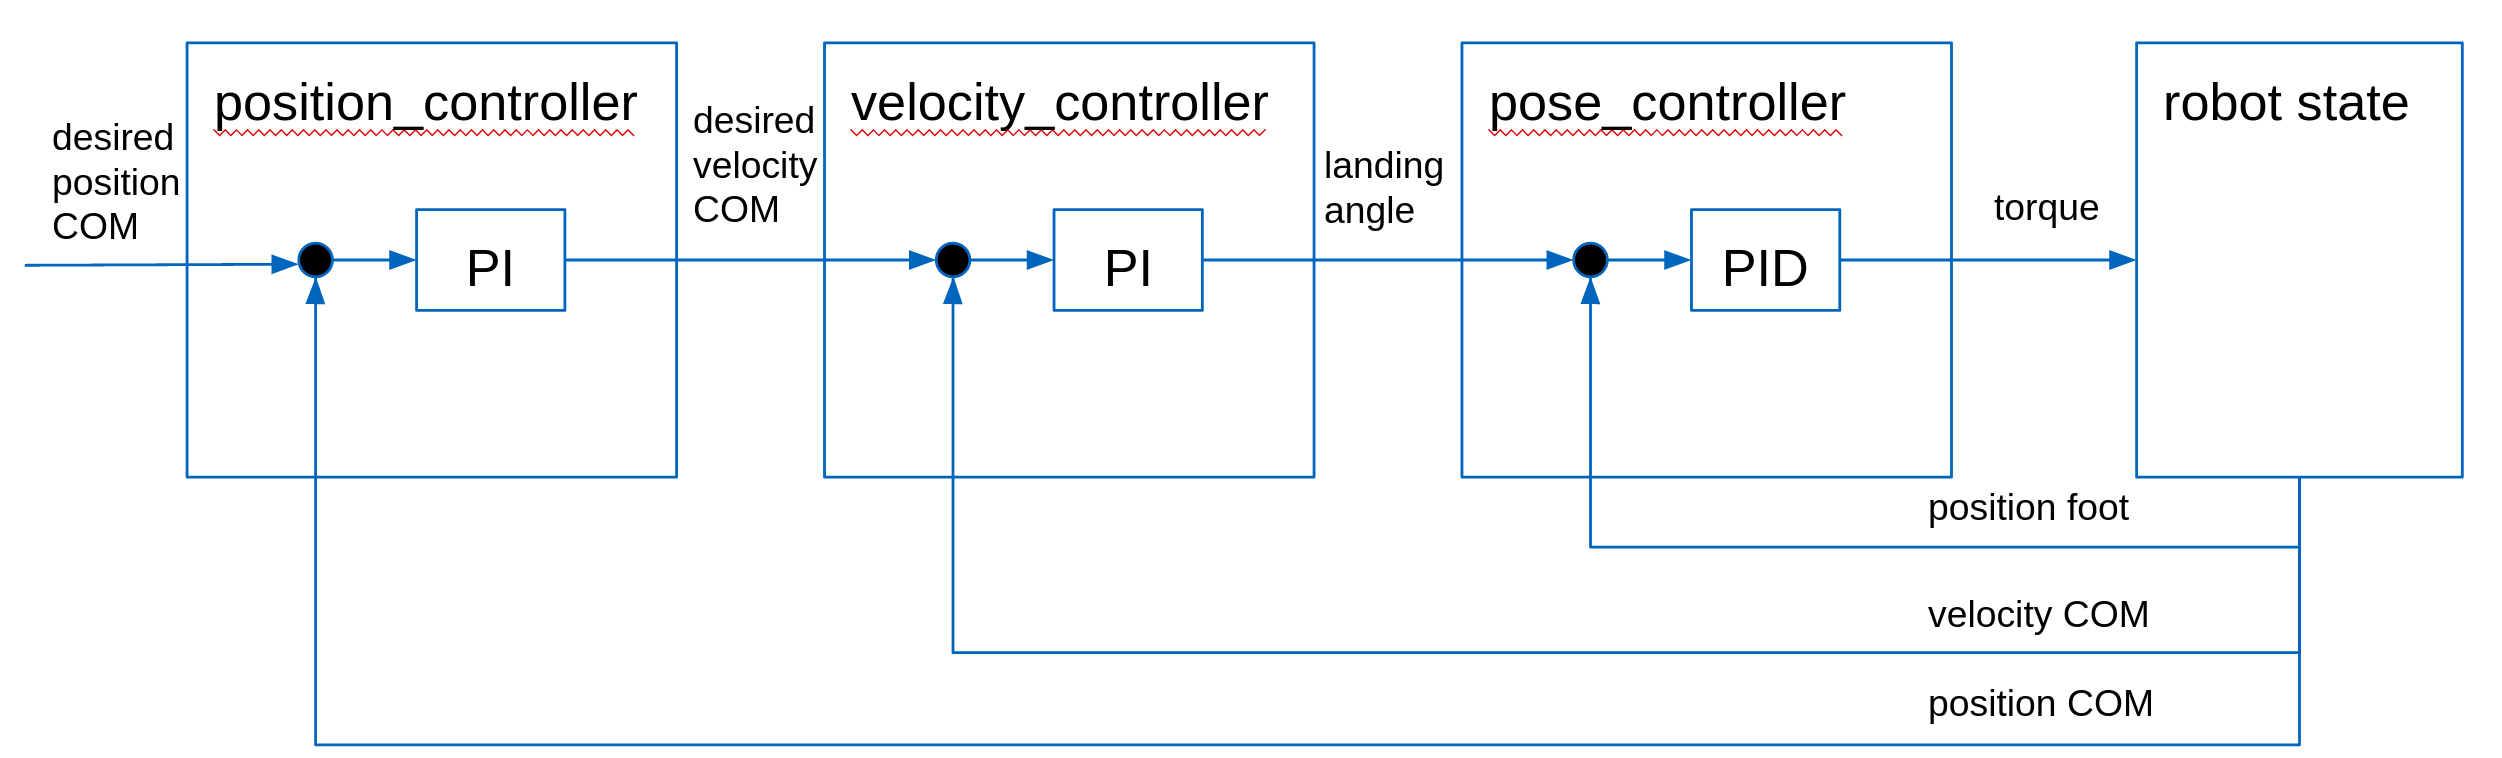 desired
position
COM
position_controller
PI
desired
velocity
COM
velocity_controller
PI
landing
angle
pose_controller
PID
torque
robot state
position foot
velocity COM
position COM